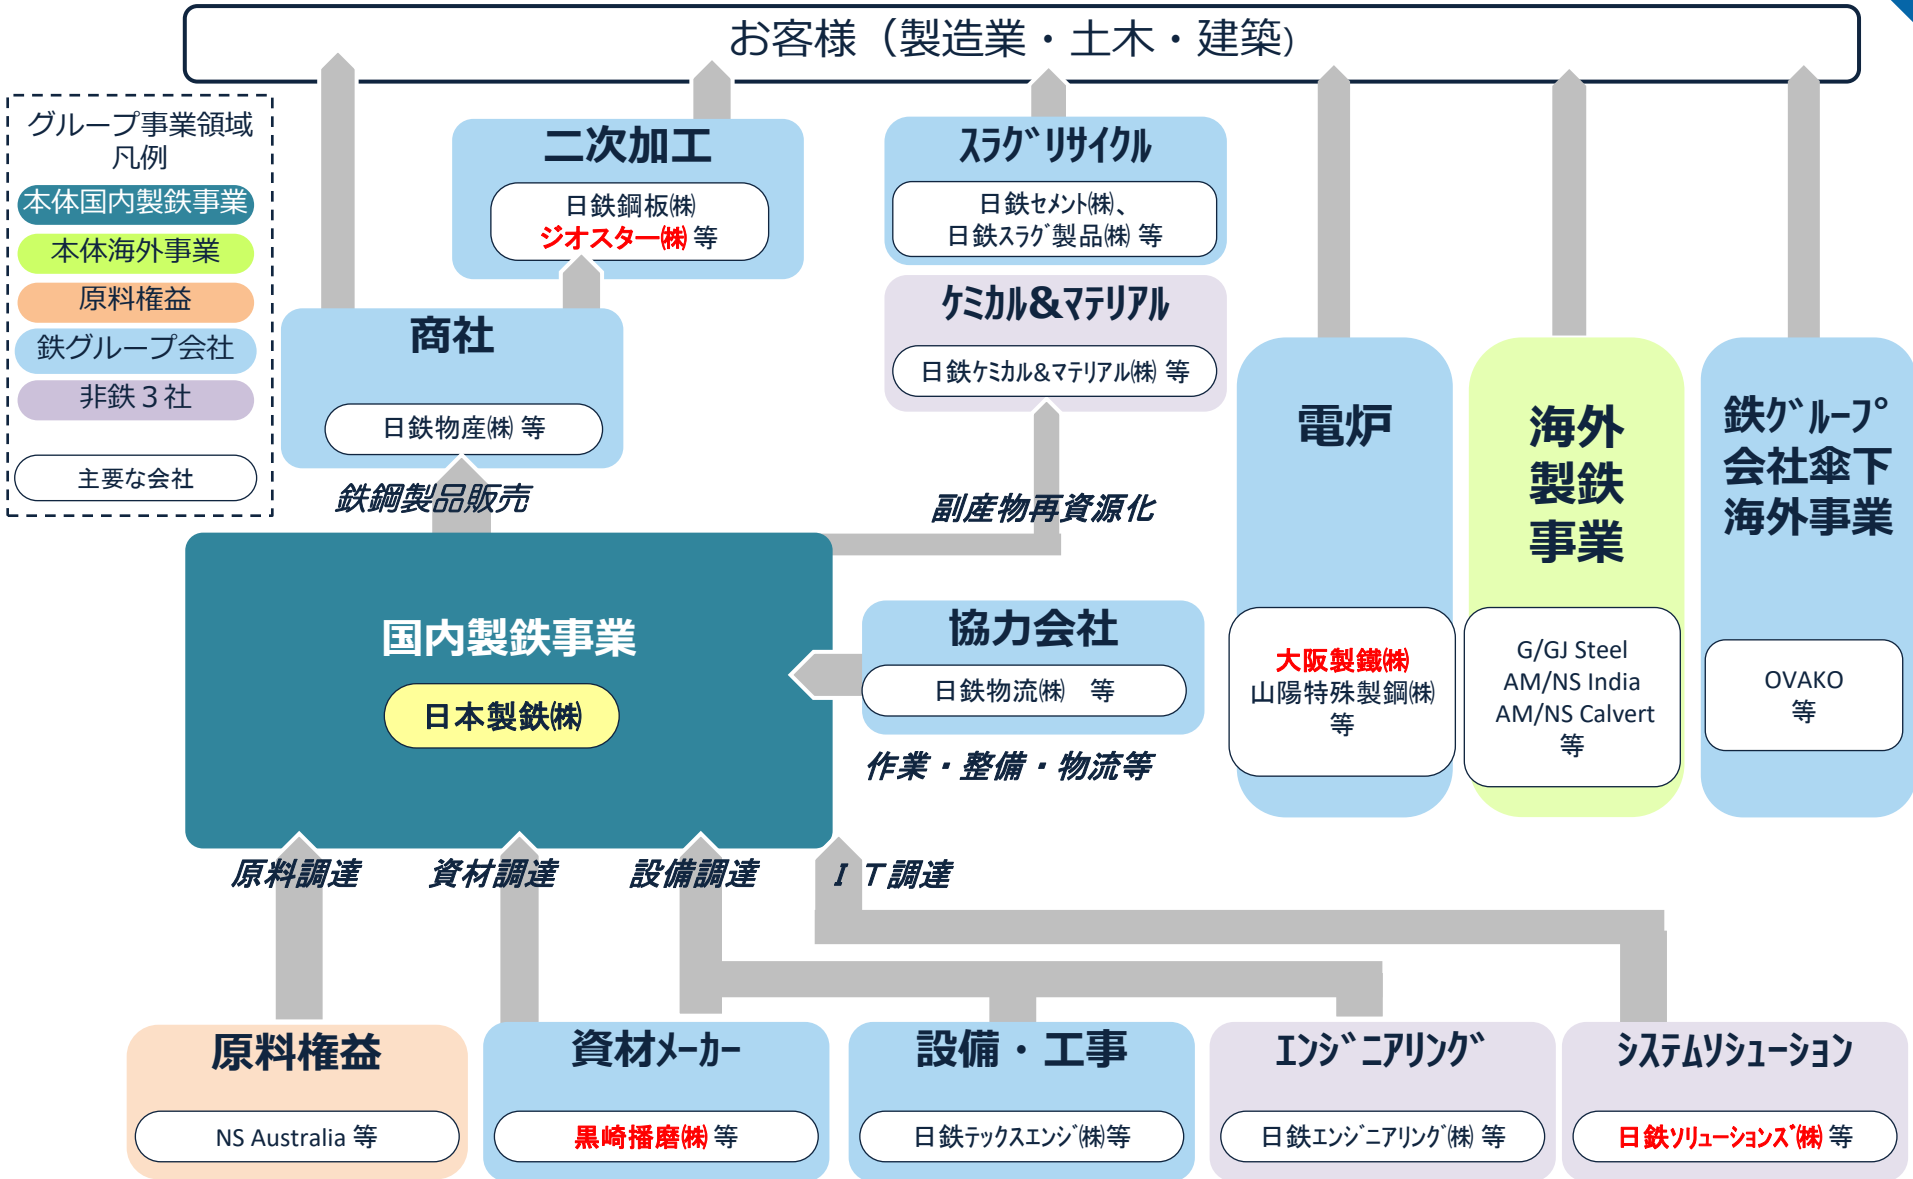 お客様（製造業・土木・建築)
グループ事業領域
凡例
本体国内製鉄事業
本体海外事業
原料権益
鉄グループ会社
非鉄３社
主要な会社
二次加工
日鉄鋼板㈱
ジオスター㈱ 等
ｽﾗｸﾞﾘｻｲｸﾙ
日鉄ｾﾒﾝﾄ㈱、
日鉄ｽﾗｸﾞ製品㈱ 等
ｹﾐｶﾙ&ﾏﾃﾘｱﾙ
日鉄ｹﾐｶﾙ&ﾏﾃﾘｱﾙ㈱ 等
商社
日鉄物産㈱ 等
鉄鋼製品販売
副産物再資源化
国内製鉄事業
日本製鉄㈱
協力会社
日鉄物流㈱　等
作業・整備・物流等
電炉
大阪製鐵㈱
山陽特殊製鋼㈱
等
海外
製鉄
事業
G/GJ Steel
AM/NS India
AM/NS Calvert
等
鉄ｸﾞﾙｰﾌﾟ
会社傘下
海外事業
OVAKO
等
原料調達
資材調達
設備調達
ＩＴ調達
原料権益
NS Australia 等
資材ﾒｰｶｰ
黒崎播磨㈱ 等
設備・工事
日鉄ﾃｯｸｽｴﾝｼﾞ㈱等
ｴﾝｼﾞﾆｱﾘﾝｸﾞ
日鉄ｴﾝｼﾞﾆｱﾘﾝｸﾞ㈱ 等
ｼｽﾃﾑｿｼｭｰｼｮﾝ
日鉄ｿﾘｭｰｼｮﾝｽﾞ㈱ 等